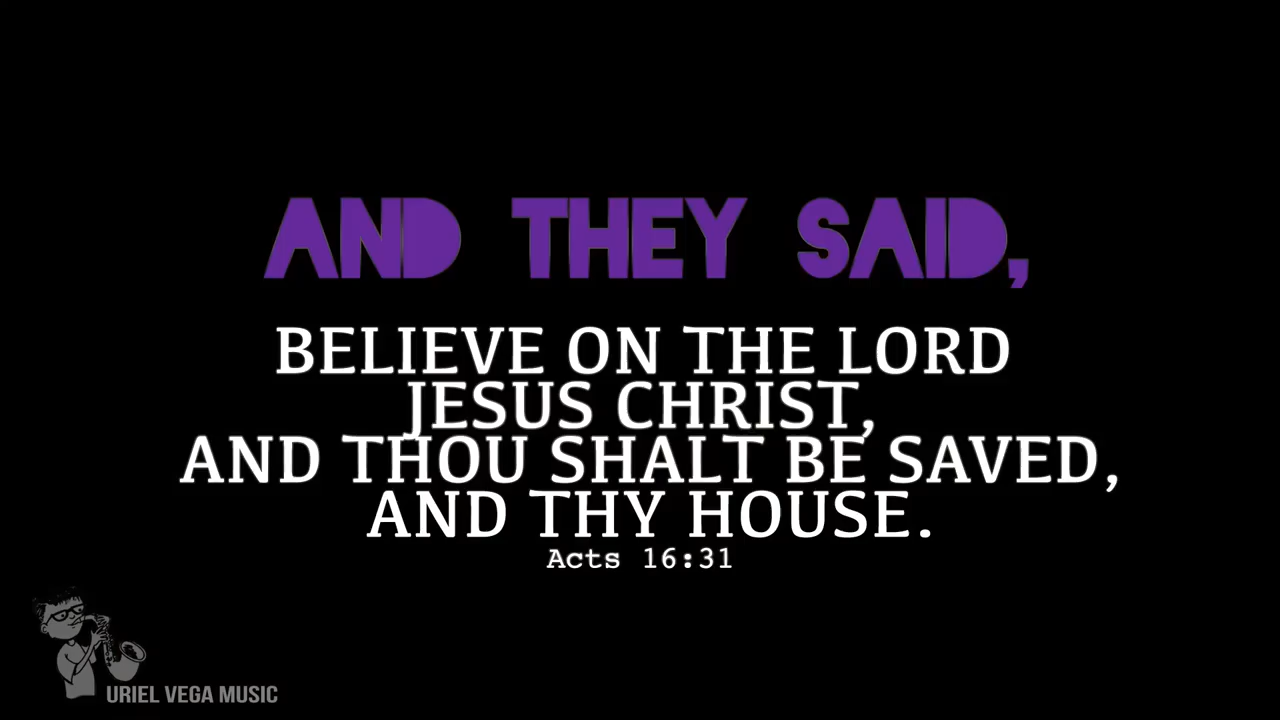 AND THEY SAID,
BELIEVE ON THE LORD
JESUS CHRIST,
AND THOU SHALT BE SAVED,
AND THY HOUSE.
Acts 16:31
URIEL VEGA MUSIC